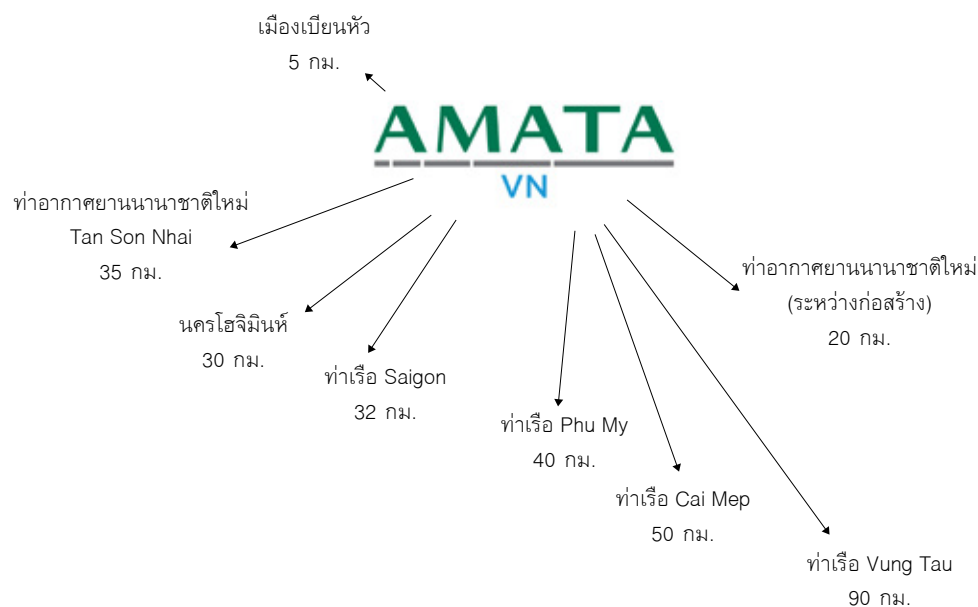 เมืองเบียนหัว
5 กม.
AMATA
VN
ท่าอากาศยานนานาชาติใหม่
Tan Son Nhai
35 กม.
ท่าอากาศยานนานาชาติใหม่
(ระหว่างก่อสร้าง)
20 กม.
นครโฮจิมินห์
30 กม.
ท่าเรือ Saigon
32 กม.
ท่าเรือ Phu My
40 กม.
ท่าเรือ Cai Mep
50 กม.
ท่าเรือ Vung Tau
90 กม.